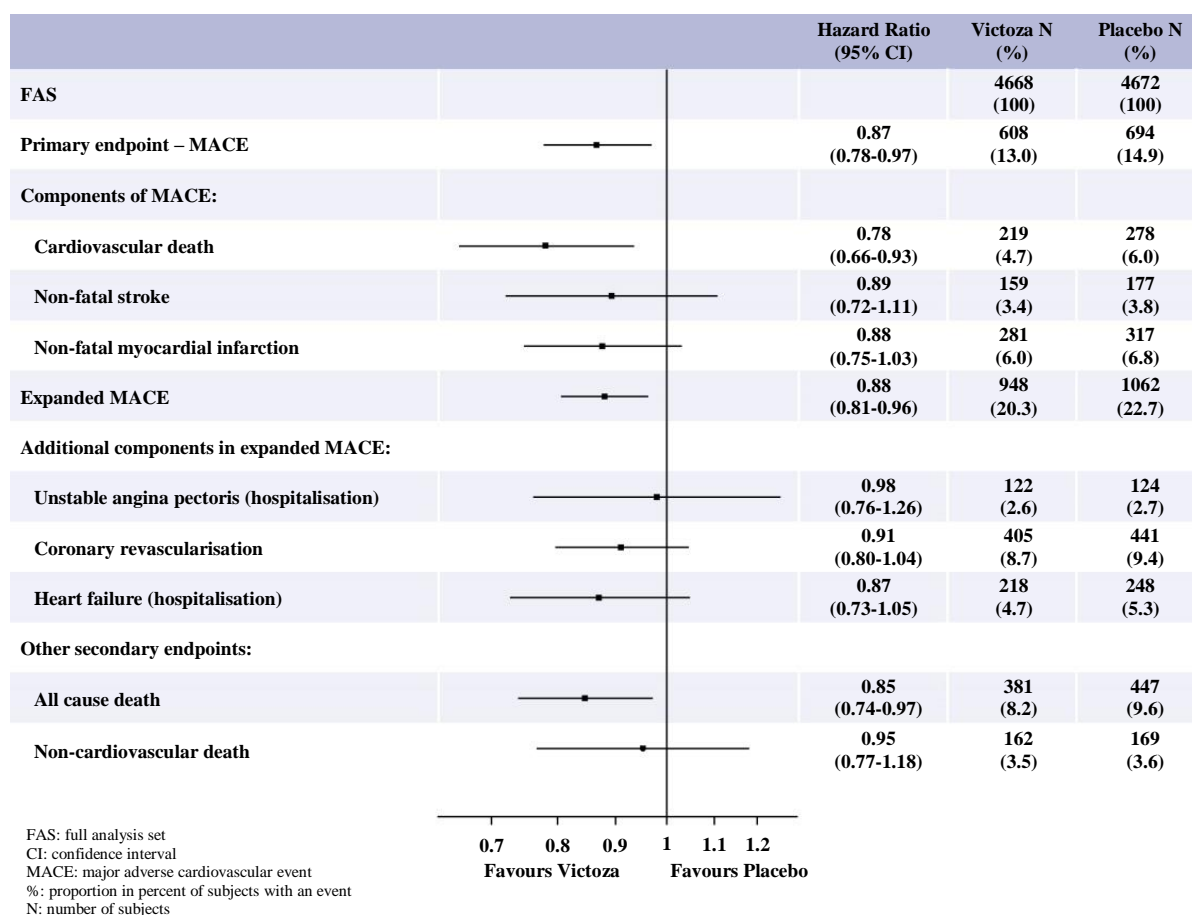 Hazard Ratio Victoza N Placebo N
(95% CI) (%) (%)
4668 4672
FAS
(100) (100)
0.87 608 694
Primary endpoint – MACE
(0.78-0.97) (13.0) (14.9)
Components of MACE:
0.78 219 278
Cardiovascular death
(0.66-0.93) (4.7) (6.0)
0.89 159 177
Non-fatal stroke
(0.72-1.11) (3.4) (3.8)
0.88 281 317
Non-fatal myocardial infarction
(0.75-1.03) (6.0) (6.8)
0.88 948 1062
Expanded MACE
(0.81-0.96) (20.3) (22.7)
Additional components in expanded MACE:
0.98 122 124
Unstable angina pectoris (hospitalisation)
(0.76-1.26) (2.6) (2.7)
0.91 405 441
Coronary revascularisation
(0.80-1.04) (8.7) (9.4)
0.87 218 248
Heart failure (hospitalisation)
(0.73-1.05) (4.7) (5.3)
Other secondary endpoints:
0.85 381 447
All cause death
(0.74-0.97) (8.2) (9.6)
0.95 162 169
Non-cardiovascular death
(0.77-1.18) (3.5) (3.6)
0.7 0.8 0.9 1 1.1 1.2
Favours Victoza Favours Placebo
FAS: full analysis set
CI: confidence interval
MACE: major adverse cardiovascular event
%: proportion in percent of subjects with an event
N: number of subjects